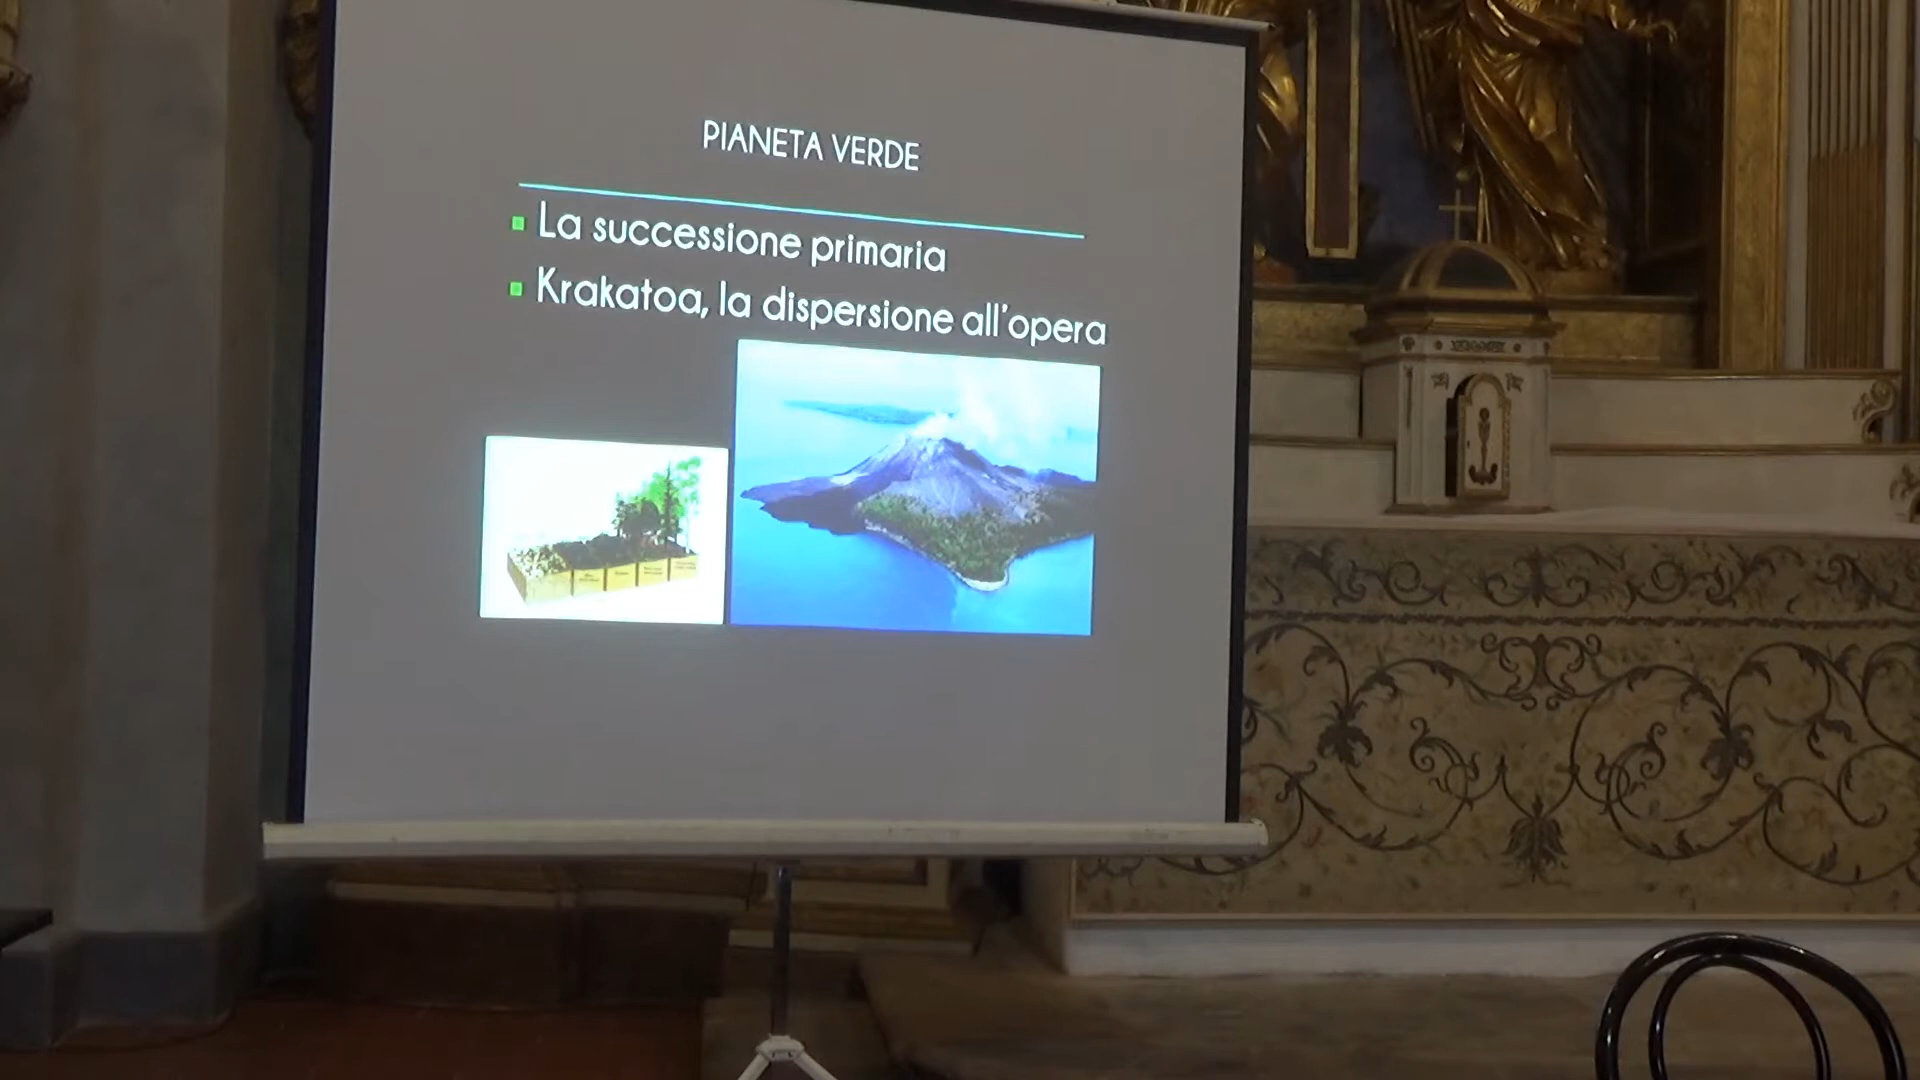 PIANETA VERDE
La successione primaria
Krakatoa, la dispersione all'opera